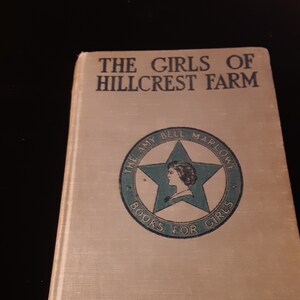 THE GIRLS OF
HILLCREST FARM
THE AMY BELL MARLOWE
BOOKS FOR GIRLS